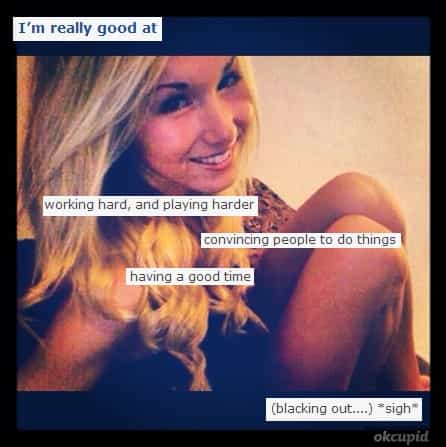 I'm really good at
working hard, and playing harder
convincing people to do things
having a good time
(blacking out....) *sigh*
okcupid